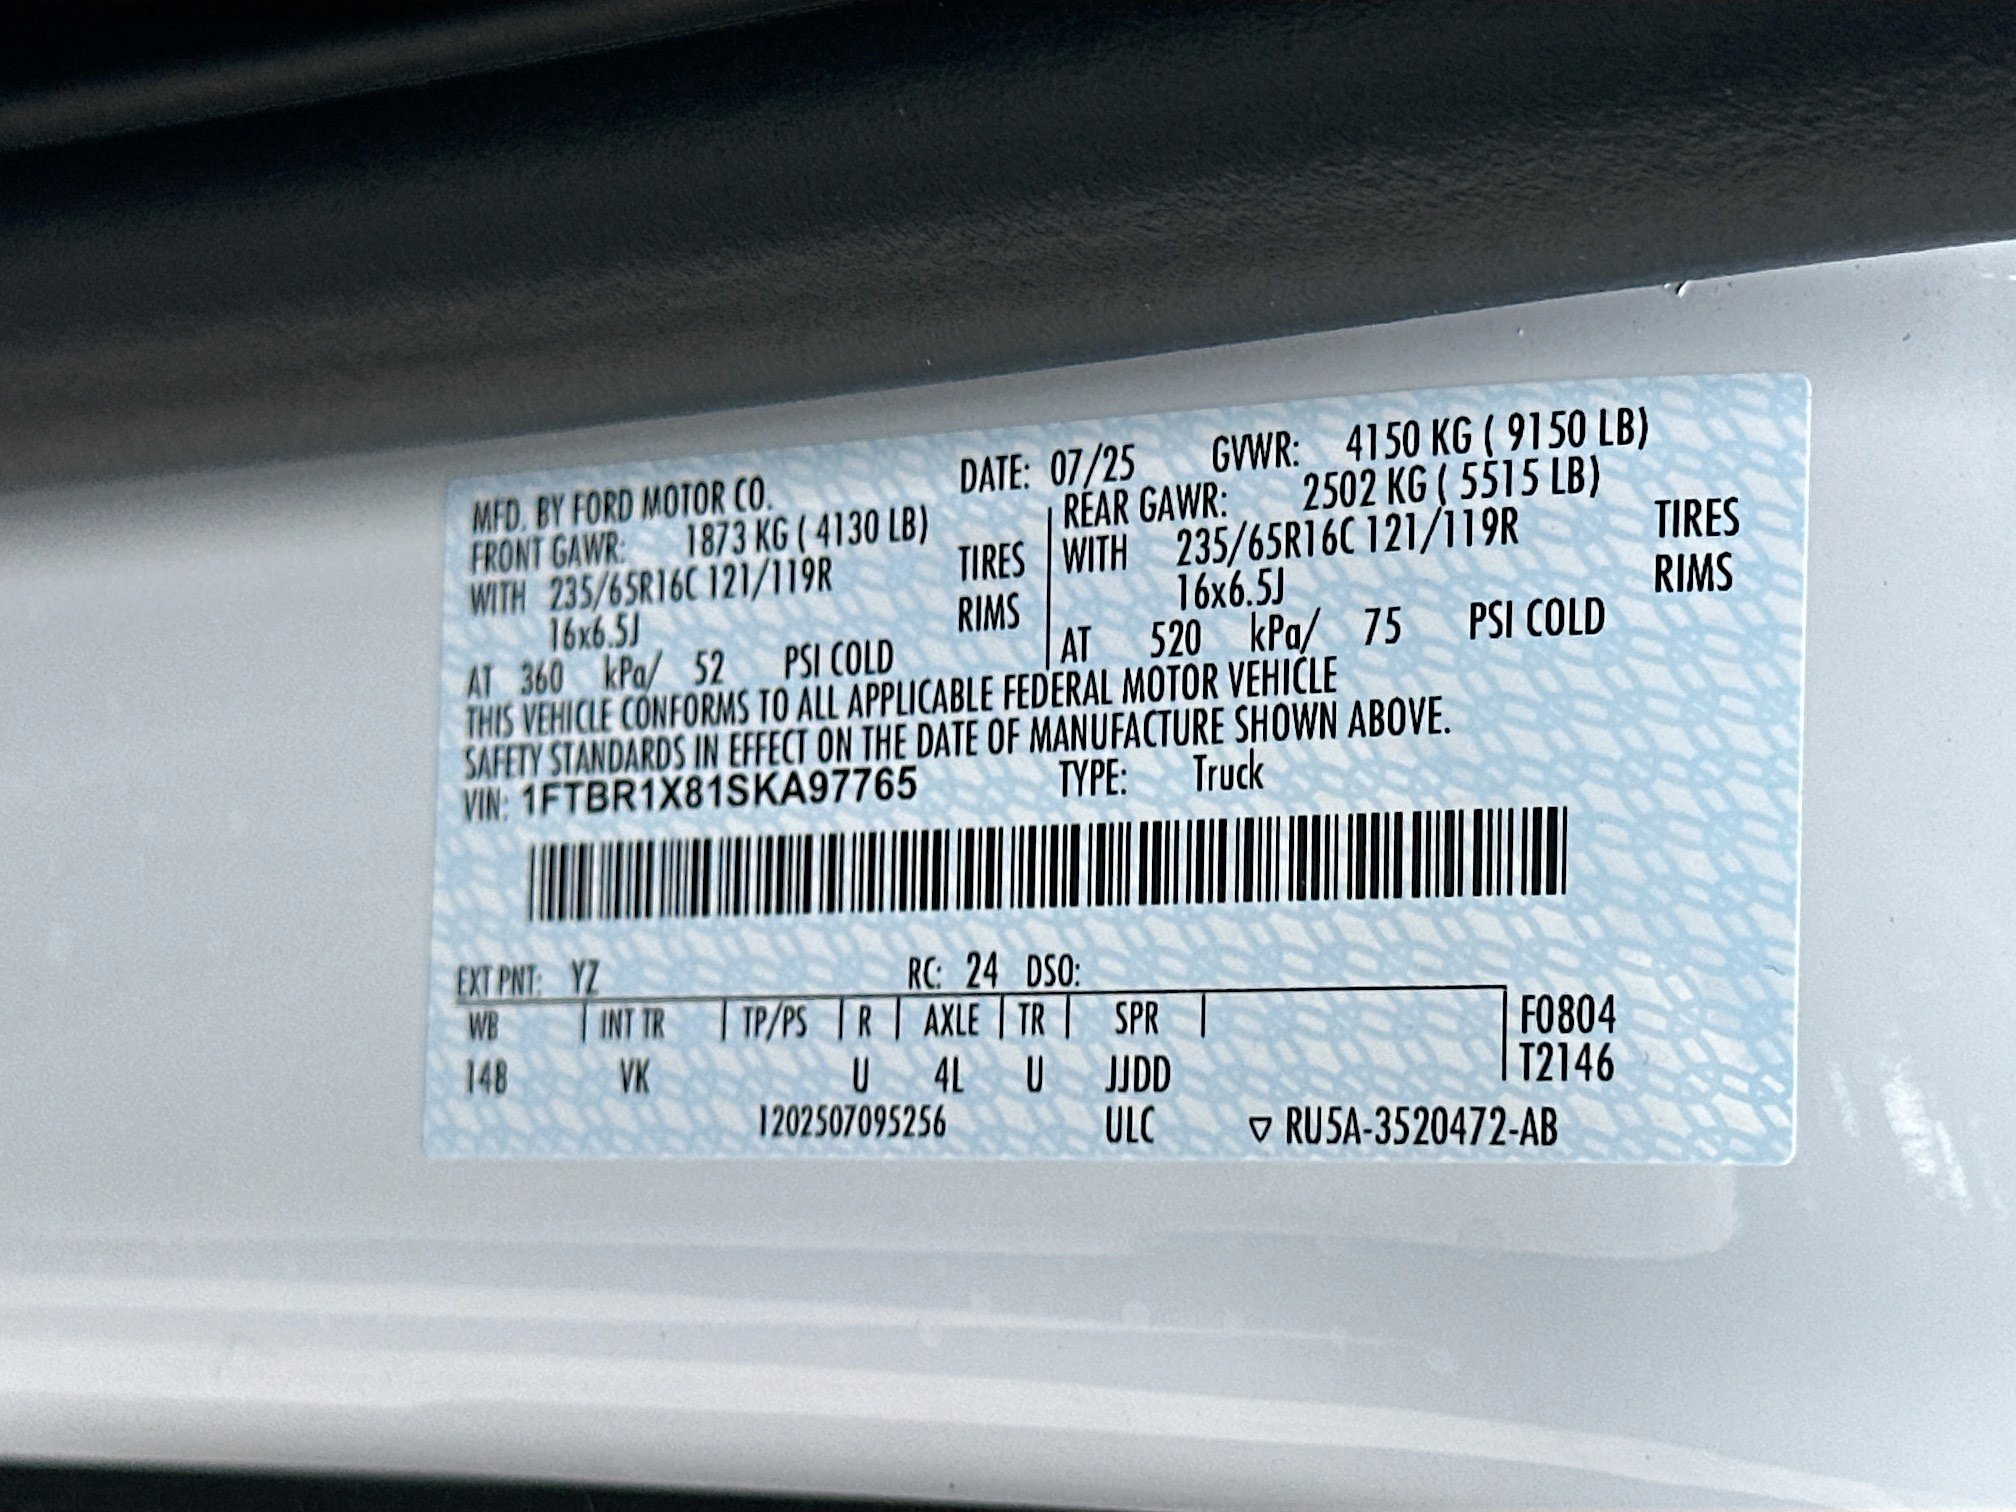 MFD. BY FORD MOTOR CO. DATE: 07/25 GVWR: 4150 KG ( 9150 LB)
FRONT GAWR: 1873 KG ( 4130 LB) REAR GAWR: 2502 KG ( 5515 LB)
WITH 235/65R16C 121/119R TIRES WITH 235/65R16C 121/119R TIRES
16x6.5J RIMS 16x6.5J RIMS
AT 360 kPa/ 52 PSI COLD AT 520 kPa/ 75 PSI COLD
THIS VEHICLE CONFORMS TO ALL APPLICABLE FEDERAL MOTOR VEHICLE
SAFETY STANDARDS IN EFFECT ON THE DATE OF MANUFACTURE SHOWN ABOVE.
VIN: 1FTBR1X81SKA97765 TYPE: Truck
EXT PNT: YZ RC: 24 DSO:
WB INT TR TP/PS R AXLE TR SPR F0804
148 VK U 4L U JJDD T2146
1202507095256 ULC ▽ RU5A-3520472-AB